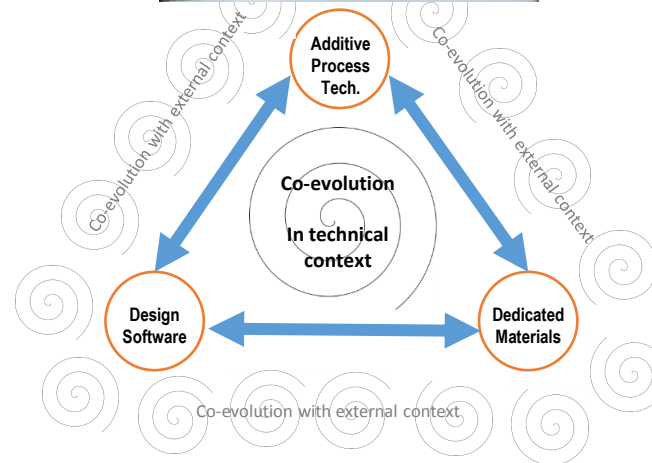 Additive
Process
Tech.
Co-evolution with external context
Co-evolution with external context
Co-evolution
In technical
context
Design
Software
Dedicated
Materials
Co-evolution with external context